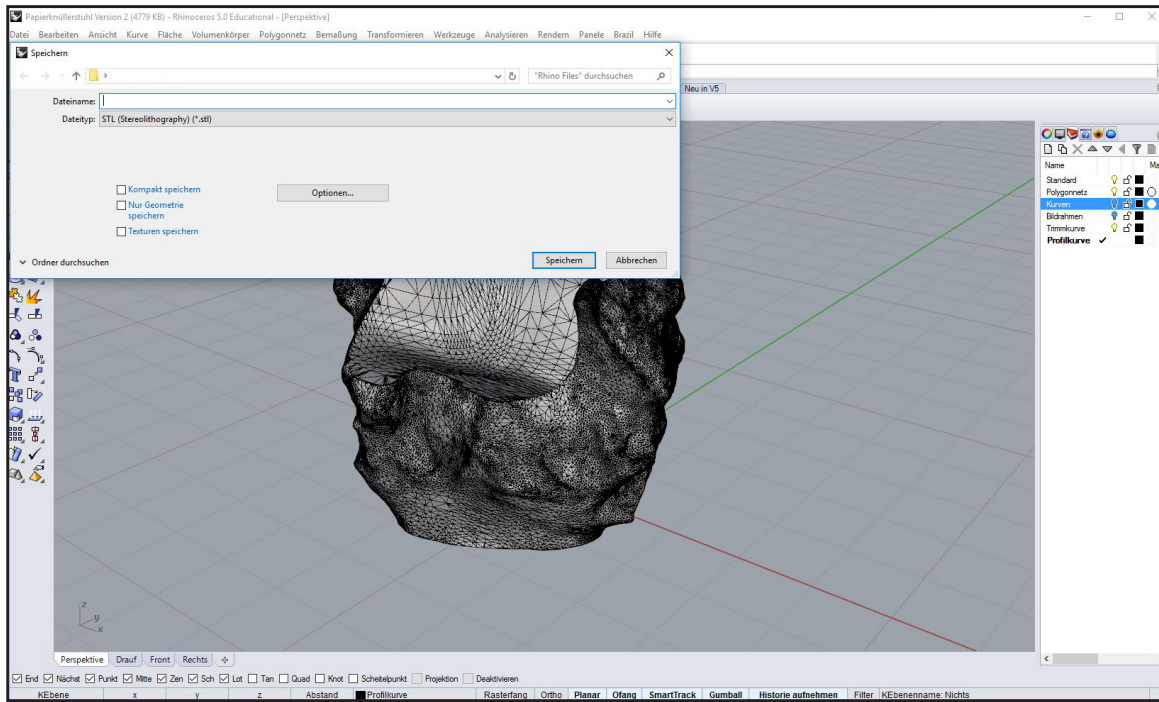 Papierknüllerstuhl Version 2 (4779 KB) - Rhinoceros 5.0 Educational - [Perspektive]
Datei Bearbeiten Ansicht Kurve Fläche Volumenkörper Polygonnetz Bemaßung Transformieren Werkzeuge Analysieren Rendern Panele Brazil Hilfe
Speichern
"Rhino Files" durchsuchen
Dateiname:
Neu in V5
Dateityp: STL (Stereolithography) (*.stl)
Kompakt speichern
Optionen...
Nur Geometrie
speichern
Texturen speichern
Ordner durchsuchen
Speichern Abbrechen
Name Ma
Standard
Polygonnetz
Kurven
Bildrahmen
Trimmkurve
Profilkurve
z
y
x
Perspektive Drauf Front Rechts
End Nächst Punkt Mitte Zen Sch Lot Tan Quad Knot Scheitelpunkt Projektion Deaktivieren
KEbene x y z Abstand Profilkurve Rasterfang Ortho Planar Ofang SmartTrack Gumball Historie aufnehmen Filter KEbenenname: Nichts